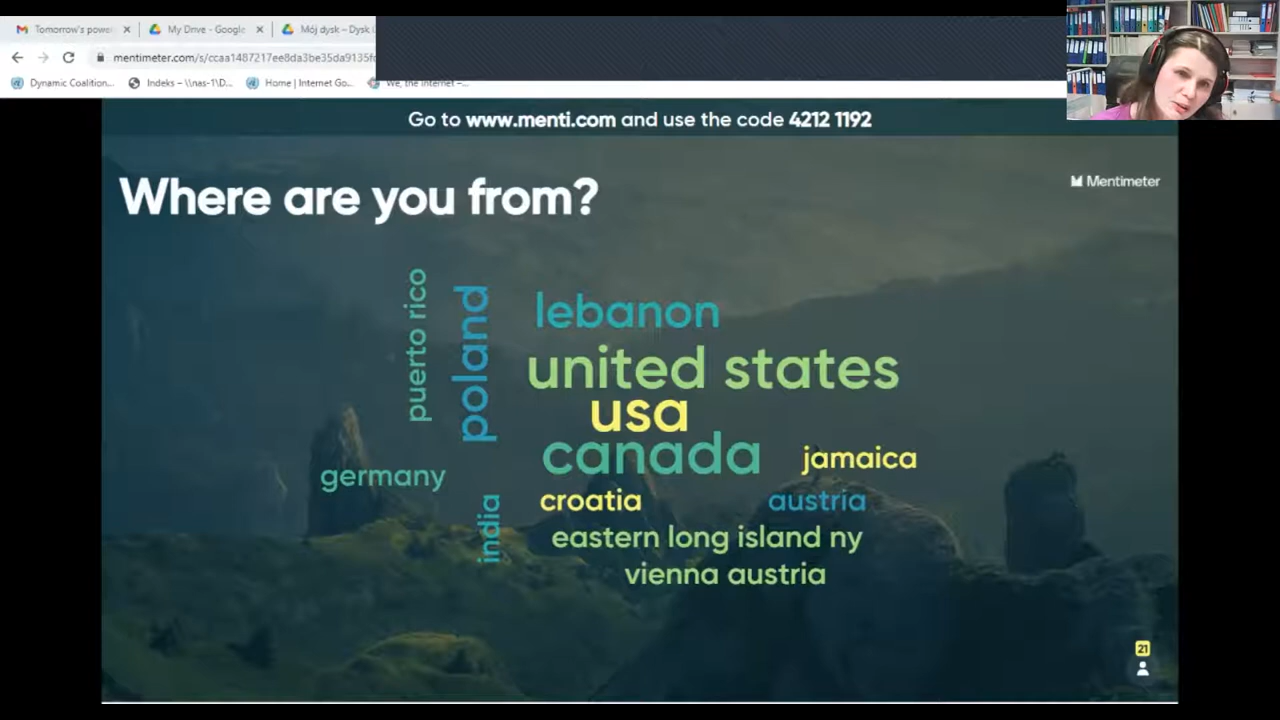 Tomorrow's power
My Drive - Google
Mój dysk – Dysk
mentimeter.com/s/ccaa1487217ee8da3be35da9135f
Dynamic Coalition...
Indeks – \\nas-1\D...
Home | Internet Go...
We, the Internet –...
Go to www.menti.com and use the code 4212 1192
Where are you from?
Mentimeter
puerto rico
poland
lebanon
united states
usa
canada
jamaica
germany
croatia
austria
india
eastern long island ny
vienna austria
21